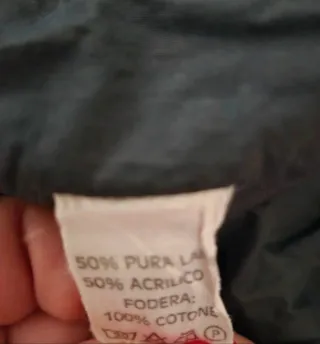 50% PURA LA
50% ACRILICO
FODERA:
100% COTONE
P